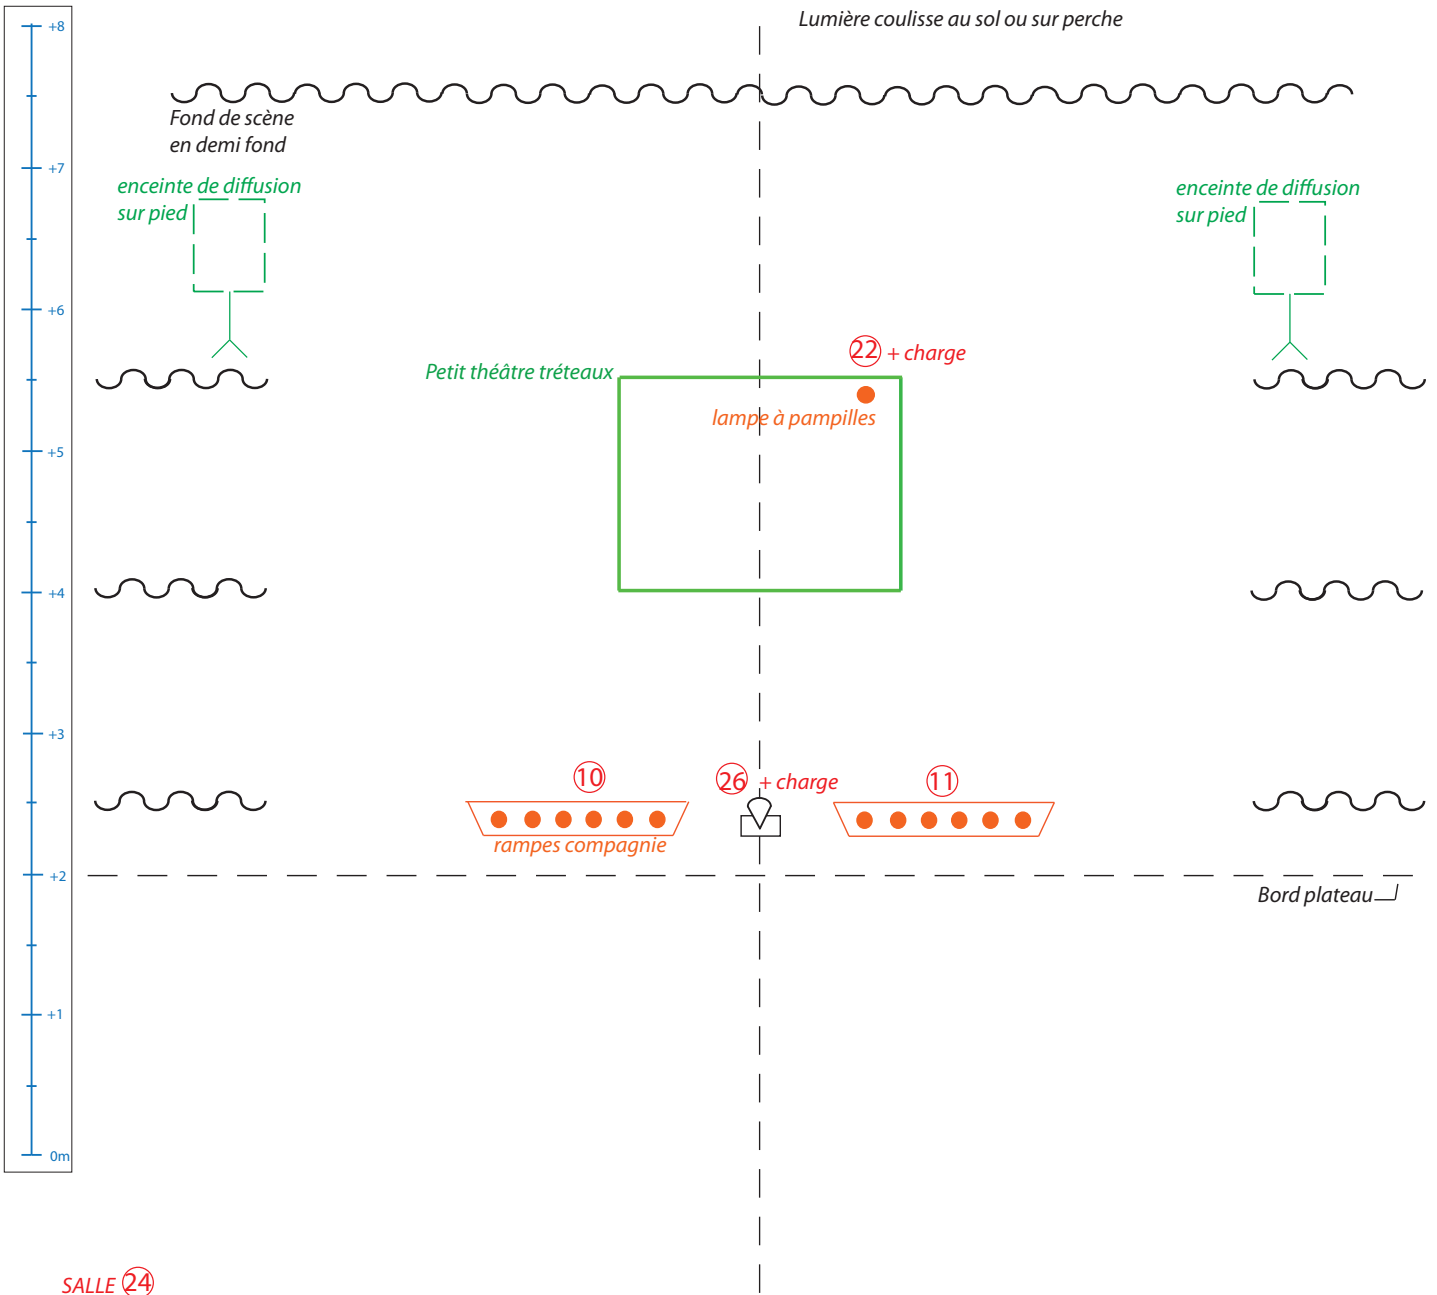 +8
Lumière coulisse au sol ou sur perche
Fond de scène
en demi fond
+7
enceinte de diffusion
sur pied
enceinte de diffusion
sur pied
+6
22 + charge
Petit théâtre tréteaux
lampe à pampilles
+5
+4
+3
10
26 + charge
11
rampes compagnie
+2
Bord plateau
+1
0m
SALLE 24